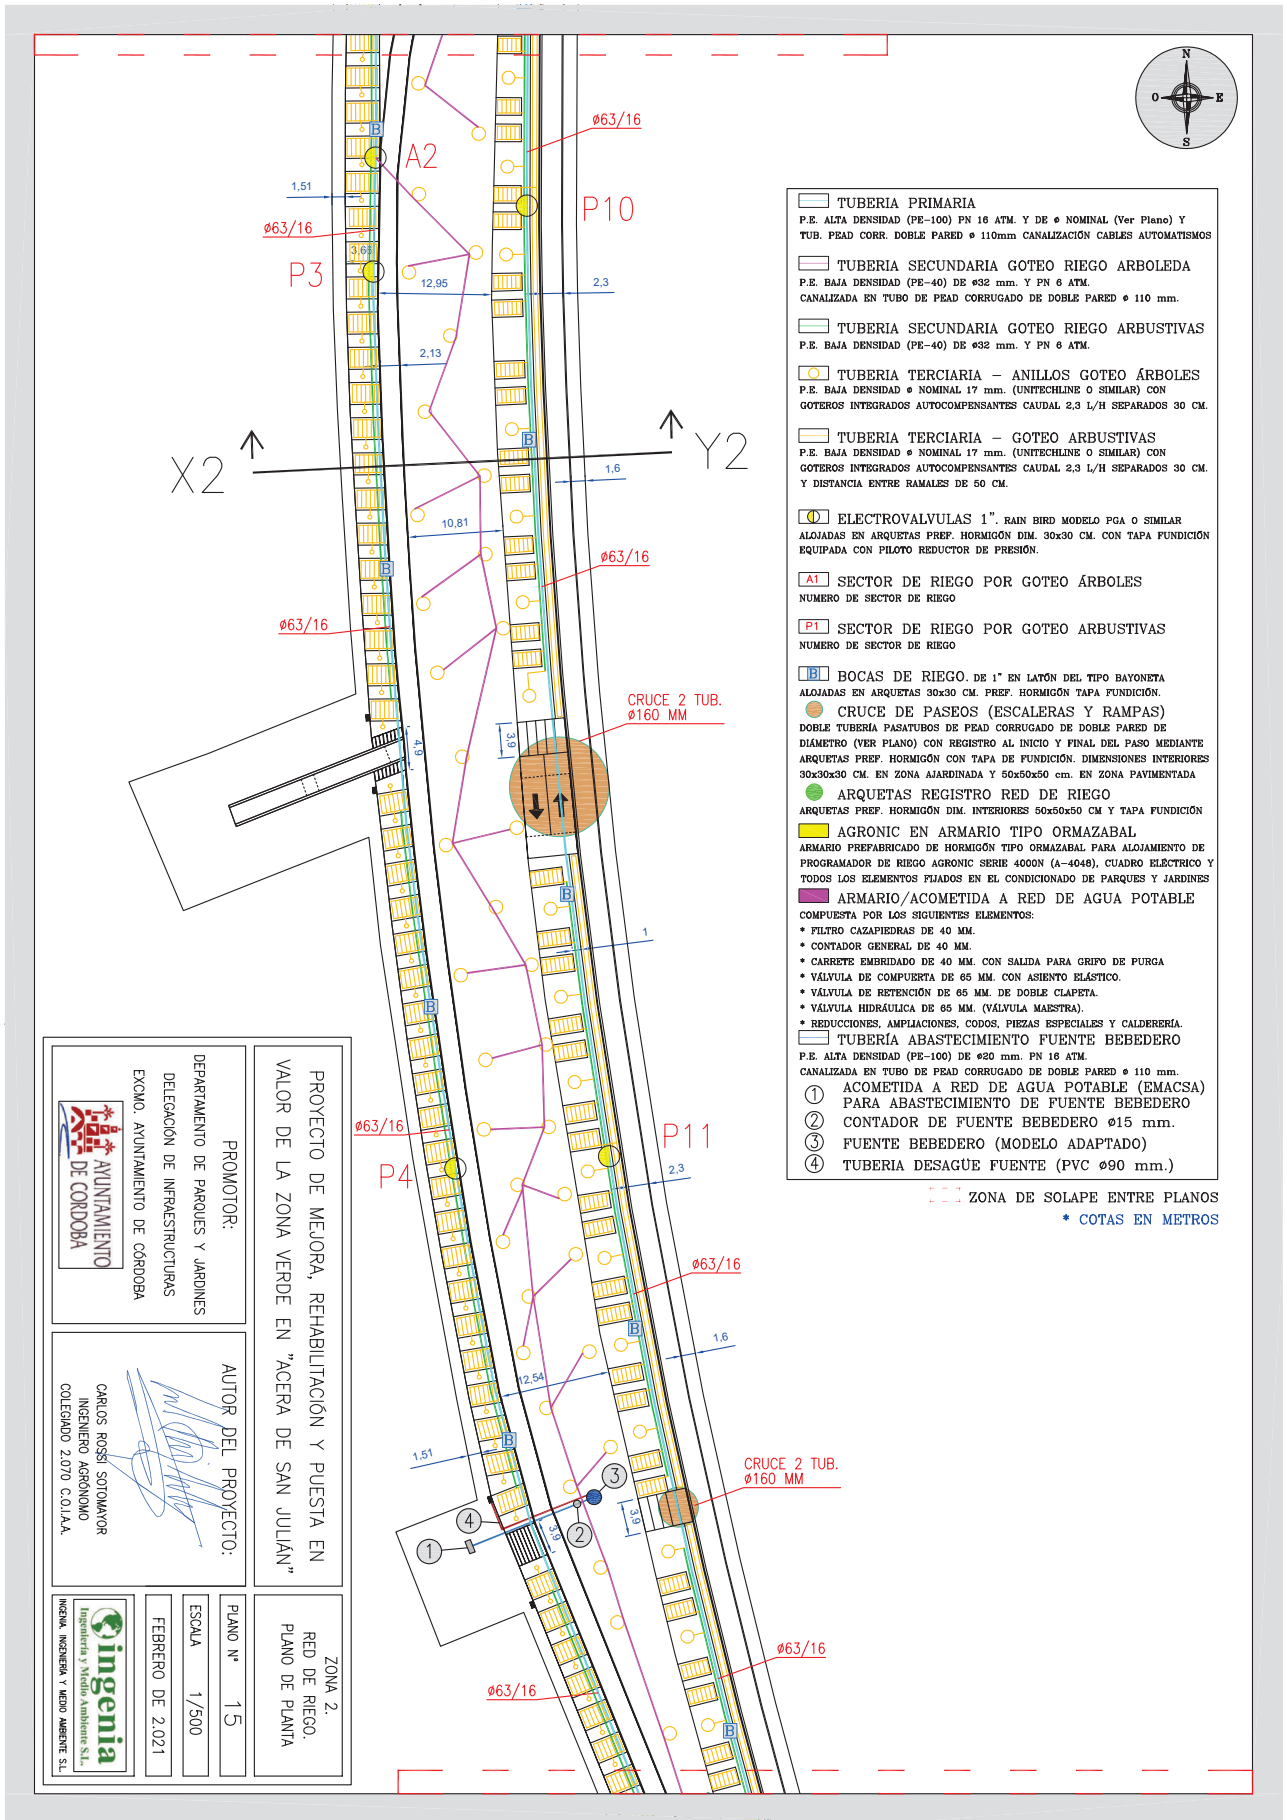 N
O
E
S
ø63/16
A2
P10
1,51
ø63/16
3,66
P3
12,95
2,3
2,13
X2
Y2
1,6
10,81
ø63/16
B
B
B
ø63/16
CRUCE 2 TUB.
ø160 MM
3,9
4,9
B
1
B
ø63/16
P4
P11
2,3
ø63/16
B
1,6
12,54
1,51
B
CRUCE 2 TUB.
ø160 MM
3
4
2
1
3,9
3,9
ø63/16
ø63/16
B
TUBERIA PRIMARIA
P.E. ALTA DENSIDAD (PE-100) PN 16 ATM. Y DE ø NOMINAL (Ver Plano) Y
TUB. PEAD CORR. DOBLE PARED ø 110mm CANALIZACIÓN CABLES AUTOMATISMOS
TUBERIA SECUNDARIA GOTEO RIEGO ARBOLEDA
P.E. BAJA DENSIDAD (PE-40) DE ø32 mm. Y PN 6 ATM.
CANALIZADA EN TUBO DE PEAD CORRUGADO DE DOBLE PARED ø 110 mm.
TUBERIA SECUNDARIA GOTEO RIEGO ARBUSTIVAS
P.E. BAJA DENSIDAD (PE-40) DE ø32 mm. Y PN 6 ATM.
TUBERIA TERCIARIA - ANILLOS GOTEO ÁRBOLES
P.E. BAJA DENSIDAD ø NOMINAL 17 mm. (UNITECHLINE O SIMILAR) CON
GOTEROS INTEGRADOS AUTOCOMPENSANTES CAUDAL 2,3 L/H SEPARADOS 30 CM.
TUBERIA TERCIARIA - GOTEO ARBUSTIVAS
P.E. BAJA DENSIDAD ø NOMINAL 17 mm. (UNITECHLINE O SIMILAR) CON
GOTEROS INTEGRADOS AUTOCOMPENSANTES CAUDAL 2,3 L/H SEPARADOS 30 CM.
Y DISTANCIA ENTRE RAMALES DE 50 CM.
ELECTROVALVULAS 1". RAIN BIRD MODELO PGA O SIMILAR
ALOJADAS EN ARQUETAS PREF. HORMIGÓN DIM. 30x30 CM. CON TAPA FUNDICIÓN
EQUIPADA CON PILOTO REDUCTOR DE PRESIÓN.
A1 SECTOR DE RIEGO POR GOTEO ÁRBOLES
NUMERO DE SECTOR DE RIEGO
P1 SECTOR DE RIEGO POR GOTEO ARBUSTIVAS
NUMERO DE SECTOR DE RIEGO
B BOCAS DE RIEGO. DE 1" EN LATÓN DEL TIPO BAYONETA
ALOJADAS EN ARQUETAS 30x30 CM. PREF. HORMIGÓN TAPA FUNDICIÓN.
CRUCE DE PASEOS (ESCALERAS Y RAMPAS)
DOBLE TUBERÍA PASATUBOS DE PEAD CORRUGADO DE DOBLE PARED DE
DIÁMETRO (VER PLANO) CON REGISTRO AL INICIO Y FINAL DEL PASO MEDIANTE
ARQUETAS PREF. HORMIGÓN CON TAPA DE FUNDICIÓN. DIMENSIONES INTERIORES
30x30x30 CM. EN ZONA AJARDINADA Y 50x50x50 cm. EN ZONA PAVIMENTADA
ARQUETAS REGISTRO RED DE RIEGO
ARQUETAS PREF. HORMIGÓN DIM. INTERIORES 50x50x50 CM Y TAPA FUNDICIÓN
AGRONIC EN ARMARIO TIPO ORMAZABAL
ARMARIO PREFABRICADO DE HORMIGÓN TIPO ORMAZABAL PARA ALOJAMIENTO DE
PROGRAMADOR DE RIEGO AGRONIC SERIE 4000N (A-4048), CUADRO ELÉCTRICO Y
TODOS LOS ELEMENTOS FIJADOS EN EL CONDICIONADO DE PARQUES Y JARDINES
ARMARIO/ACOMETIDA A RED DE AGUA POTABLE
COMPUESTA POR LOS SIGUIENTES ELEMENTOS:
* FILTRO CAZAPIEDRAS DE 40 MM.
* CONTADOR GENERAL DE 40 MM.
* CARRETE EMBRIDADO DE 40 MM. CON SALIDA PARA GRIFO DE PURGA
* VÁLVULA DE COMPUERTA DE 65 MM. CON ASIENTO ELÁSTICO.
* VÁLVULA DE RETENCIÓN DE 65 MM. DE DOBLE CLAPETA.
* VÁLVULA HIDRÁULICA DE 65 MM. (VÁLVULA MAESTRA).
* REDUCCIONES, AMPLIACIONES, CODOS, PIEZAS ESPECIALES Y CALDERERÍA.
TUBERÍA ABASTECIMIENTO FUENTE BEBEDERO
P.E. ALTA DENSIDAD (PE-100) DE ø20 mm. PN 16 ATM.
CANALIZADA EN TUBO DE PEAD CORRUGADO DE DOBLE PARED ø 110 mm.
1 ACOMETIDA A RED DE AGUA POTABLE (EMACSA)
PARA ABASTECIMIENTO DE FUENTE BEBEDERO
2 CONTADOR DE FUENTE BEBEDERO ø15 mm.
3 FUENTE BEBEDERO (MODELO ADAPTADO)
4 TUBERIA DESAGÜE FUENTE (PVC ø90 mm.)
ZONA DE SOLAPE ENTRE PLANOS
* COTAS EN METROS
PROYECTO DE MEJORA, REHABILITACIÓN Y PUESTA EN
VALOR DE LA ZONA VERDE EN "ACERA DE SAN JULIÁN"
PROMOTOR:
DEPARTAMENTO DE PARQUES Y JARDINES
DELEGACIÓN DE INFRAESTRUCTURAS
EXCMO. AYUNTAMIENTO DE CÓRDOBA
AYUNTAMIENTO
DE CORDOBA
AUTOR DEL PROYECTO:
CARLOS ROSSI SOTOMAYOR
INGENIERO AGRÓNOMO
COLEGIADO 2.070 C.O.I.A.A.
ZONA 2.
RED DE RIEGO.
PLANO DE PLANTA
PLANO Nº 15
ESCALA 1/500
FEBRERO DE 2.021
ingenia
Ingeniería y Medio Ambiente S.L.
INGENIA, INGENIERÍA Y MEDIO AMBIENTE S.L.